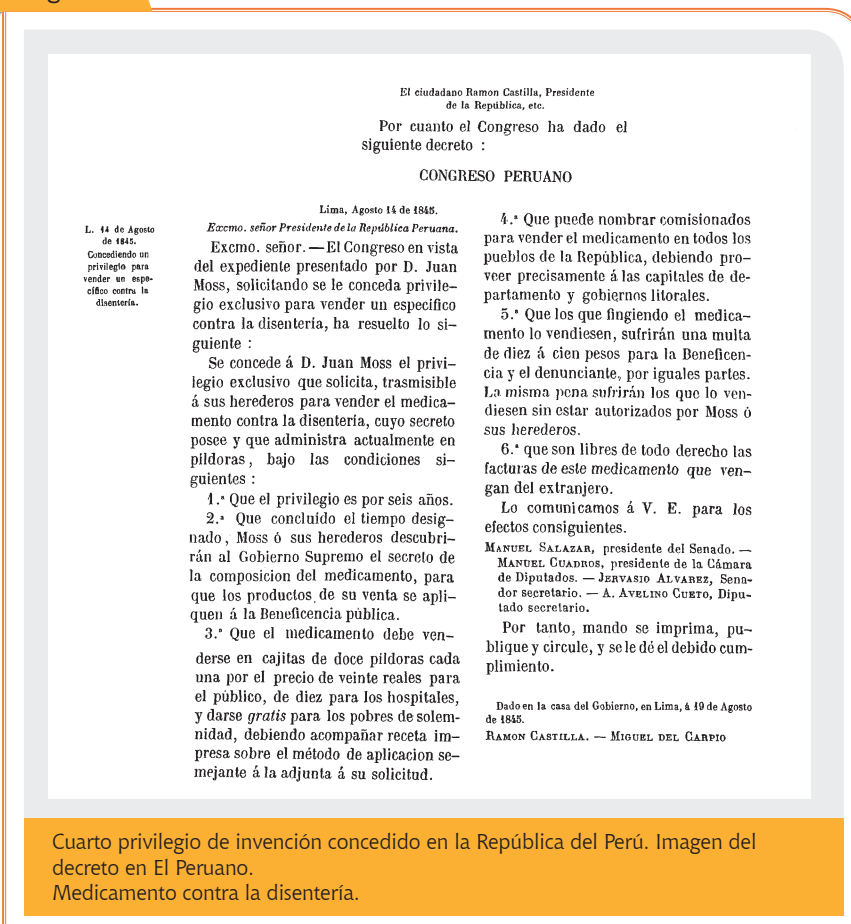 El ciudadano Ramon Castilla, Presidente
de la República, etc.
Por cuanto el Congreso ha dado el
siguiente decreto :
CONGRESO PERUANO
L. 14 de Agosto
de 1845.
Concediendo un
privilegio para
vender un espe-
cífico contra la
disentería.
Lima, Agosto 14 de 1845.
Excmo. señor Presidente de la República Peruana.
Excmo. señor. — El Congreso en vista
del expediente presentado por D. Juan
Moss, solicitando se le conceda privile-
gio exclusivo para vender un específico
contra la disentería, ha resuelto lo si-
guiente :
Se concede á D. Juan Moss el privi-
legio exclusivo que solicita, trasmisible
á sus herederos para vender el medica-
mento contra la disentería, cuyo secreto
posee y que administra actualmente en
píldoras, bajo las condiciones si-
guientes :
1.ª Que el privilegio es por seis años.
2.ª Que concluido el tiempo desig-
nado, Moss ó sus herederos descubri-
rán al Gobierno Supremo el secreto de
la composicion del medicamento, para
que los productos de su venta se apli-
quen á la Beneficencia pública.
3.ª Que el medicamento debe ven-
derse en cajitas de doce píldoras cada
una por el precio de veinte reales para
el público, de diez para los hospitales,
y darse gratis para los pobres de solem-
nidad, debiendo acompañar receta im-
presa sobre el método de aplicacion se-
mejante á la adjunta á su solicitud.
4.ª Que puede nombrar comisionados
para vender el medicamento en todos los
pueblos de la República, debiendo pro-
veer precisamente á las capitales de de-
partamento y gobiernos litorales.
5.ª Que los que fingiendo el medica-
mento lo vendiesen, sufrirán una multa
de diez á cien pesos para la Beneficen-
cia y el denunciante, por iguales partes.
La misma pena sufrirán los que lo ven-
diesen sin estar autorizados por Moss ó
sus herederos.
6.ª que son libres de todo derecho las
facturas de este medicamento que ven-
gan del extranjero.
Lo comunicamos á V. E. para los
efectos consiguientes.
MANUEL SALAZAR, presidente del Senado. —
MANUEL CUADROS, presidente de la Cámara
de Diputados. — JERVASIO ALVAREZ, Sena-
dor secretario. — A. AVELINO CUETO, Dipu-
tado secretario.
Por tanto, mando se imprima, pu-
blique y circule, y se le dé el debido cum-
plimiento.
Dado en la casa del Gobierno, en Lima, á 19 de Agosto
de 1845.
RAMON CASTILLA. — MIGUEL DEL CARPIO
Cuarto privilegio de invención concedido en la República del Perú. Imagen del
decreto en El Peruano.
Medicamento contra la disentería.